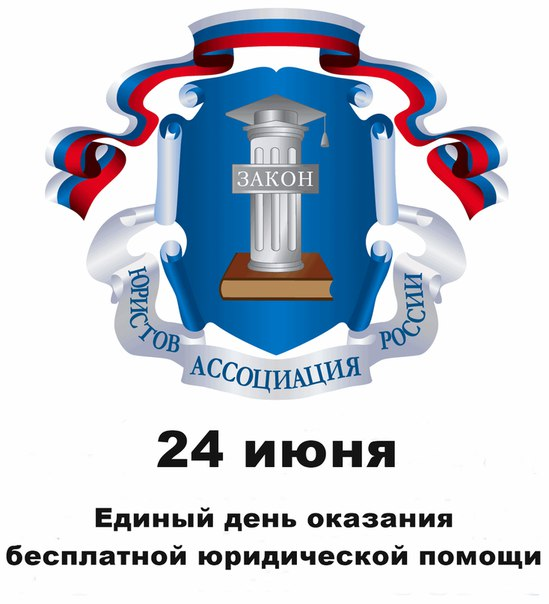 ЗАКОН
ЮРИСТОВ АССОЦИАЦИЯ РОССИИ
24 июня
Единый день оказания
бесплатной юридической помощи